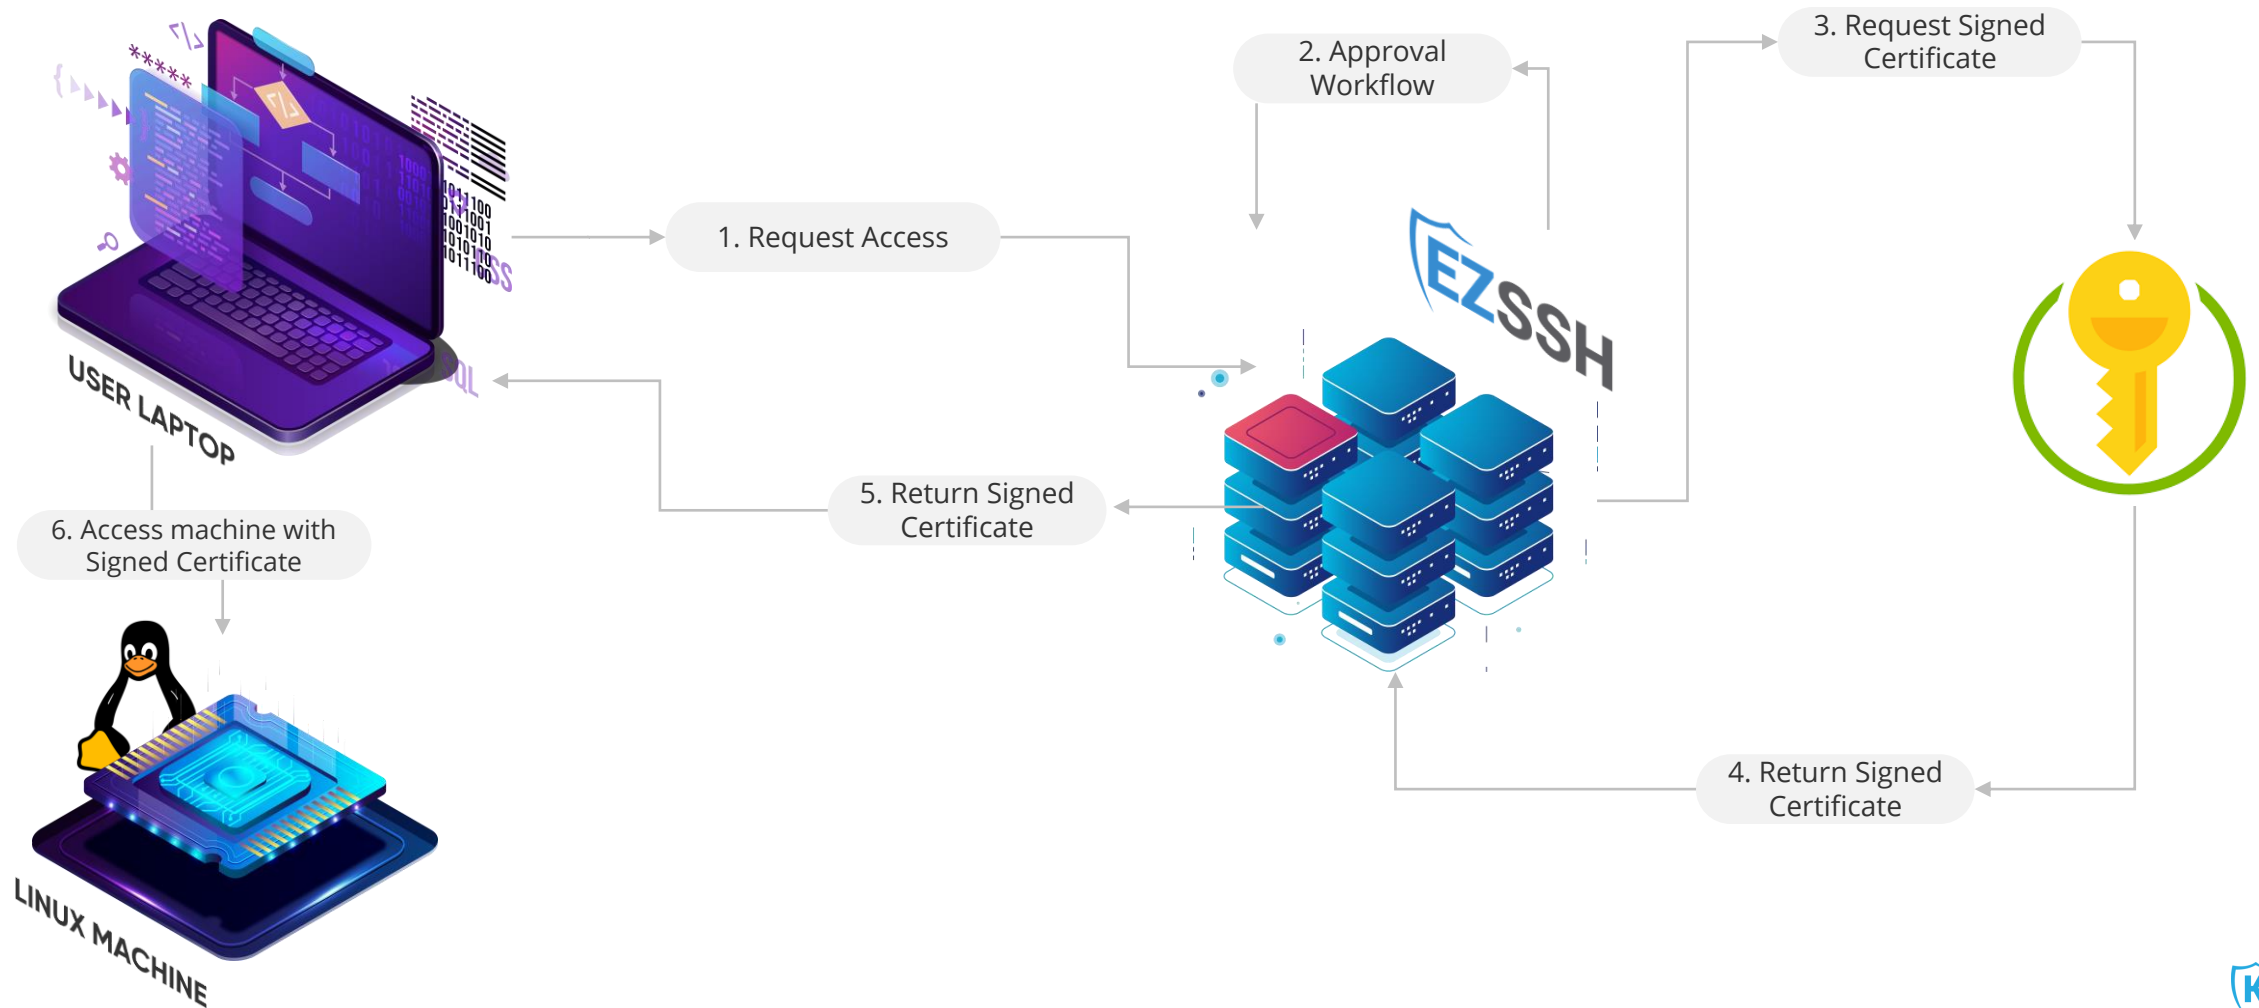 1. Request Access
2. Approval
Workflow
3. Request Signed
Certificate
4. Return Signed
Certificate
5. Return Signed
Certificate
6. Access machine with
Signed Certificate
USER LAPTOP
EZSSH
LINUX MACHINE
SQL
K